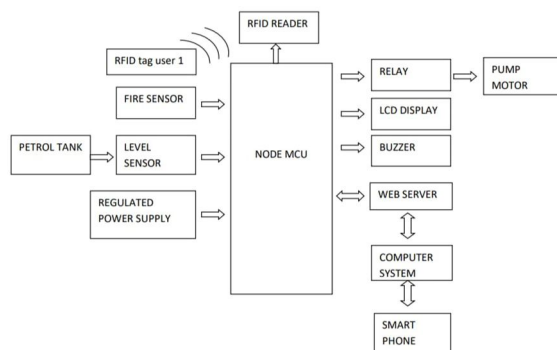 RFID READER
RFID tag user 1
RELAY
PUMP
MOTOR
FIRE SENSOR
LCD DISPLAY
PETROL TANK
LEVEL
SENSOR
NODE MCU
BUZZER
REGULATED
POWER SUPPLY
WEB SERVER
COMPUTER
SYSTEM
SMART
PHONE